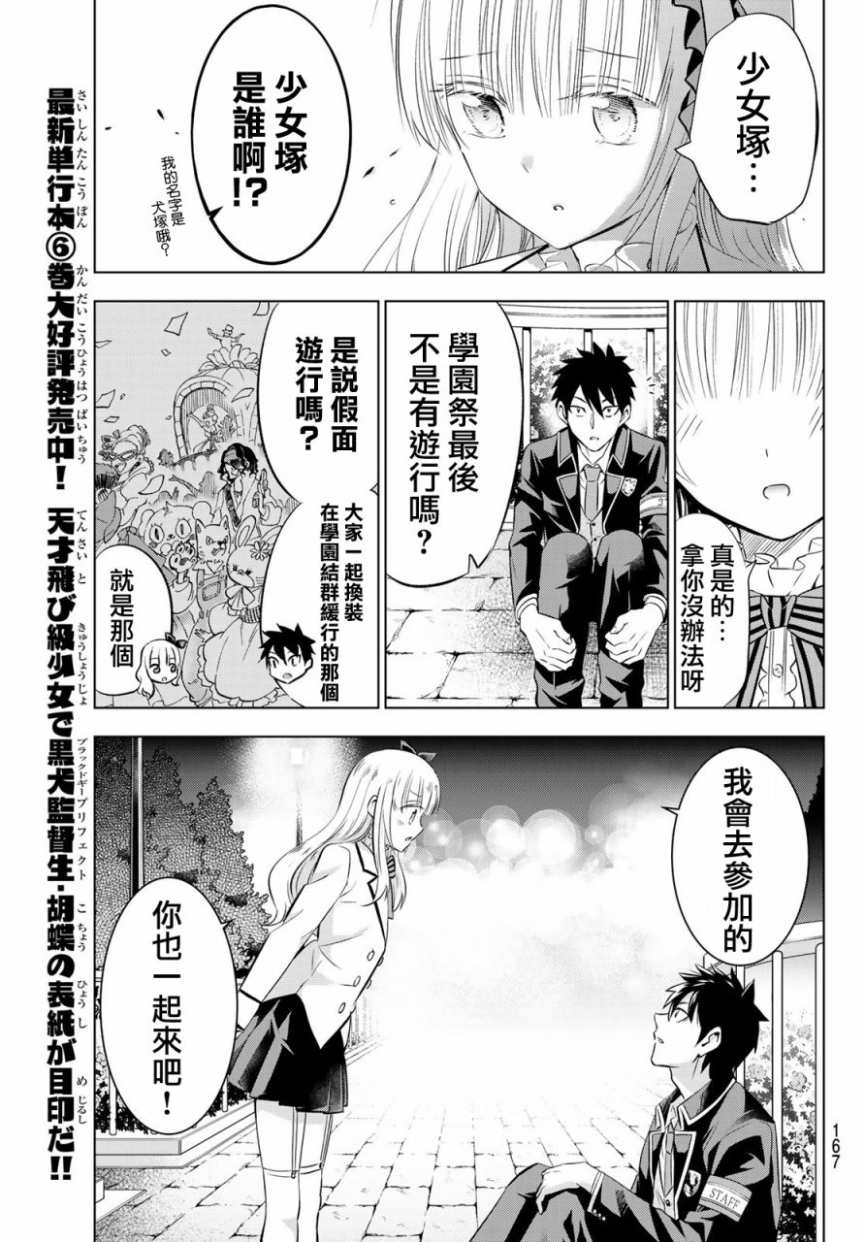 少女塚…
少女塚
是誰啊!?
我的名字是
犬塚哦?
真是的…
拿你沒辦法呀
學園祭最後
不是有遊行嗎?
是説假面
遊行嗎?
大家一起換裝
在學園結群緩行的那個
就是那個
我會去參加的
STAFF
你也一起來吧!
最新単行本⑥巻大好評発売中! 天才飛び級少女で黒犬監督生・胡蝶の表紙が目印だ!!
さいしんたんこうぼん かんだいこうひょうはつばいちゅう てんさいと きゅうしょうじょ ブラックドギープリフェクト こちょう ひょうし めじるし
167